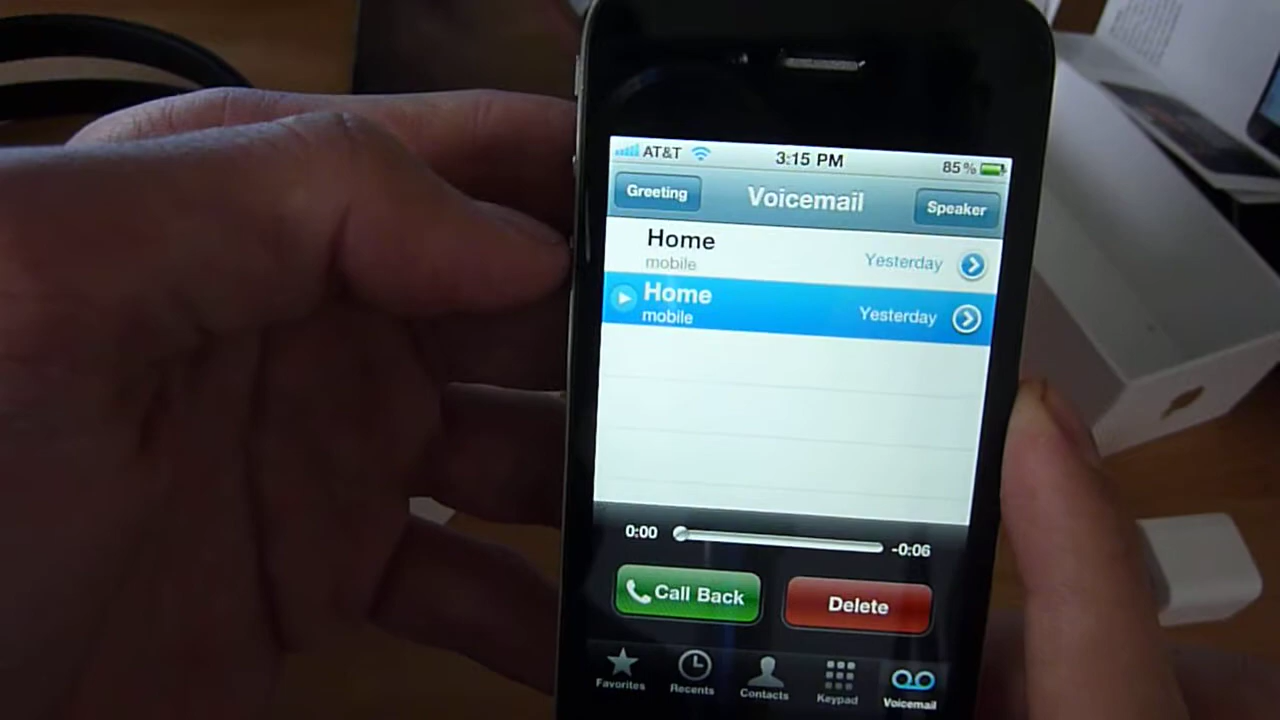 AT&T 3:15 PM 85%
Greeting Voicemail Speaker
Home
mobile Yesterday
Home
mobile Yesterday
0:00 -0:06
Call Back Delete
Favorites Recents Contacts Keypad Voicemail